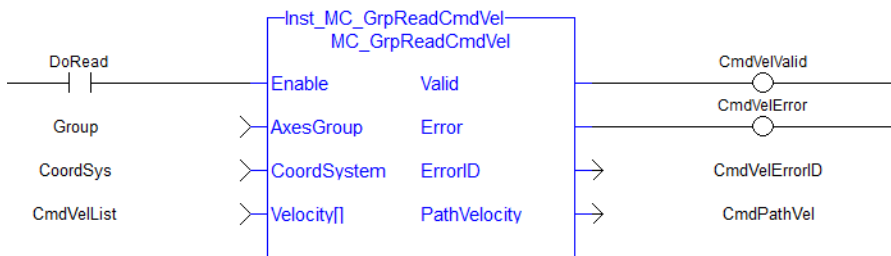 Inst_MC_GrpReadCmdVel
MC_GrpReadCmdVel
DoRead Enable Valid CmdVelValid
Group AxesGroup Error CmdVelError
CoordSys CoordSystem ErrorID CmdVelErrorID
CmdVelList Velocity[] PathVelocity CmdPathVel